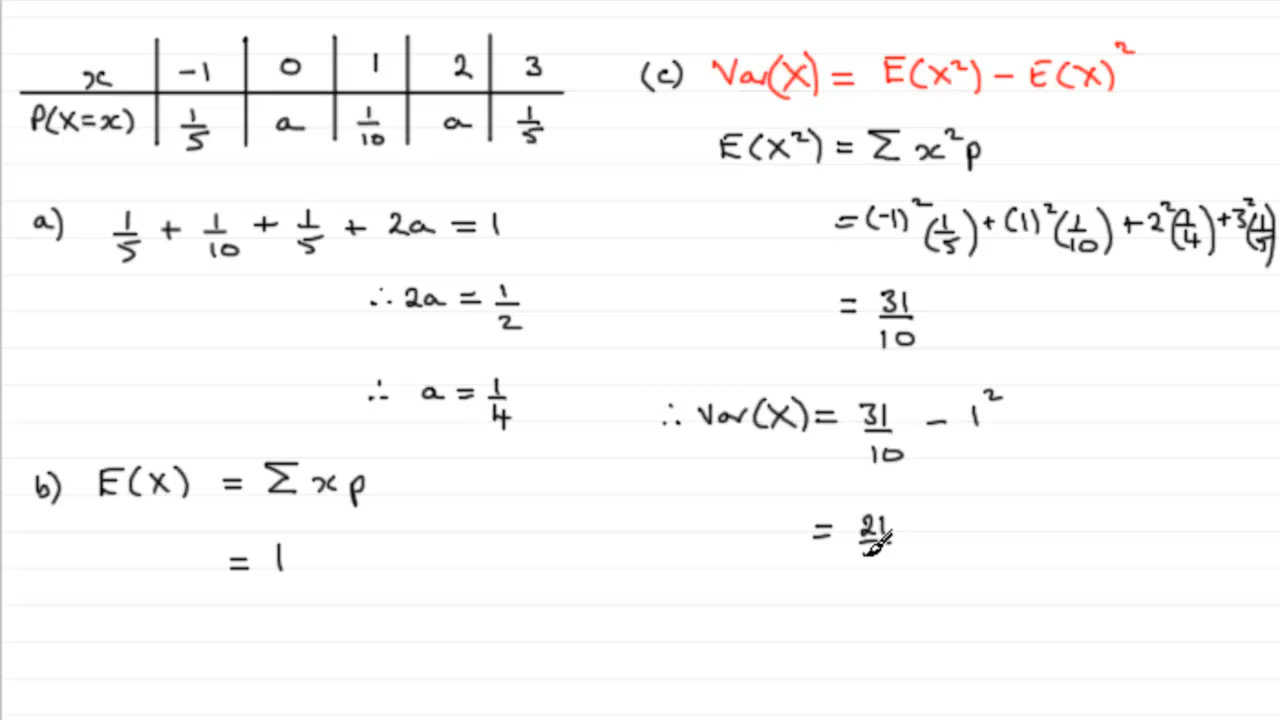 x | -1 | 0 | 1 | 2 | 3
P(X=x) | 1/5 | a | 1/10 | a | 1/5
a) 1/5 + 1/10 + 1/5 + 2a = 1
∴ 2a = 1/2
∴ a = 1/4
b) E(X) = Σ x p
= 1
(c) Var(X) = E(X²) - E(X)²
E(X²) = Σ x² p
= (-1)² (1/5) + (1)² (1/10) + 2² (1/4) + 3² (1/5)
= 31/10
∴ Var(X) = 31/10 - 1²
= 21